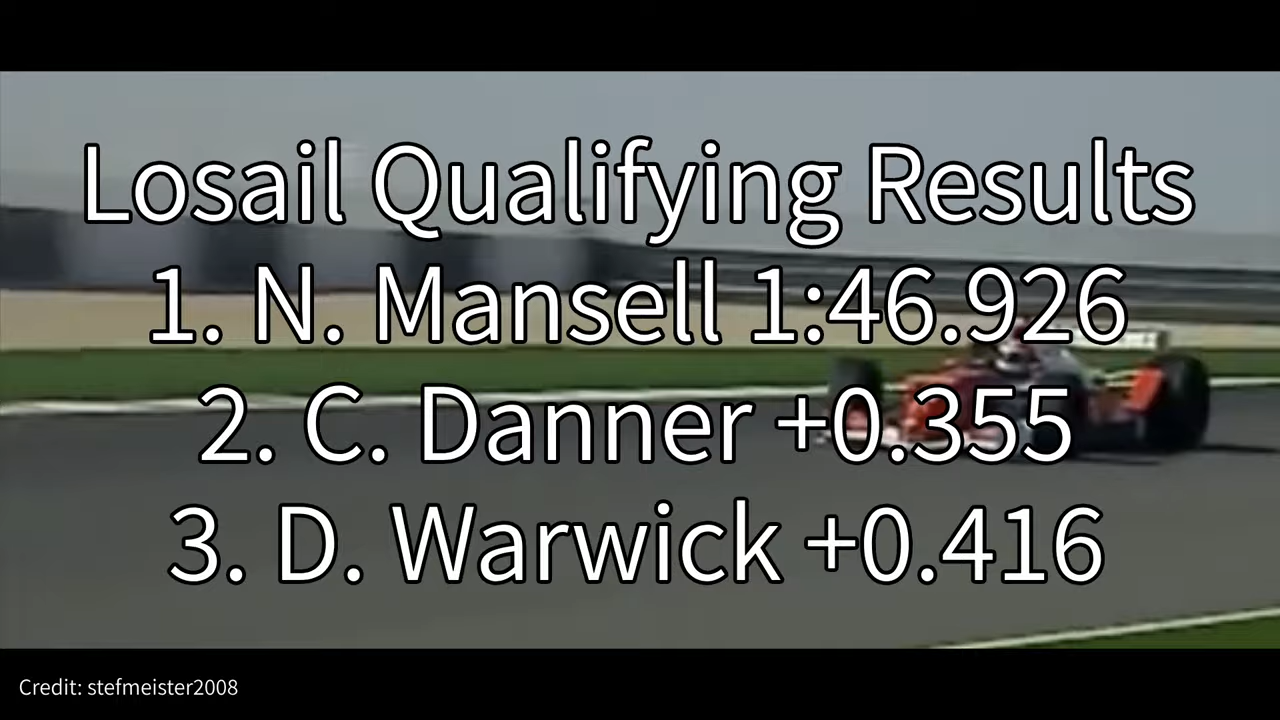 Losail Qualifying Results
1. N. Mansell 1:46.926
2. C. Danner +0.355
3. D. Warwick +0.416
Credit: stefmeister2008